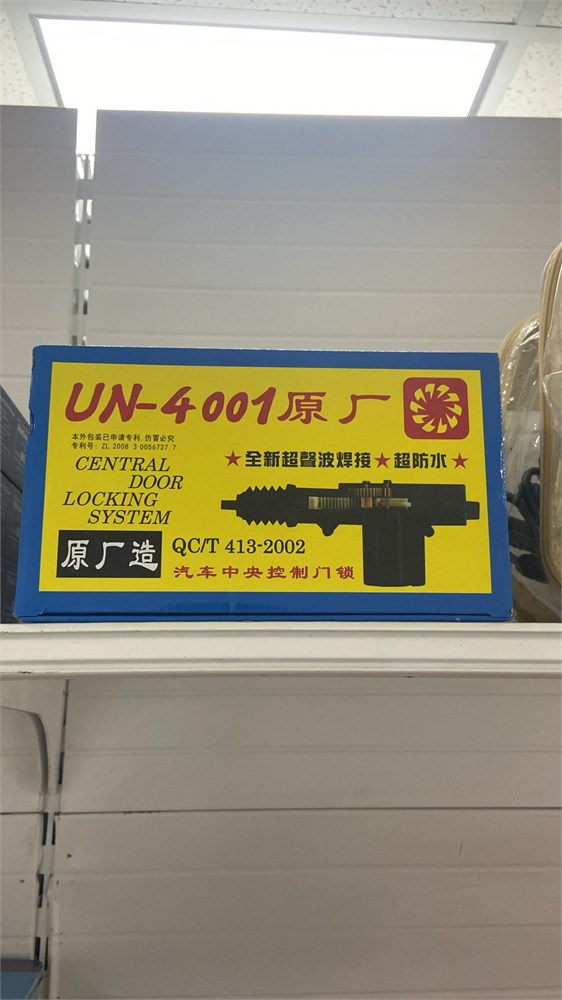 UN-4001原厂
本外包装已申请专利,仿冒必究
专利号: ZL 2008 3 0056727.7
★全新超聲波焊接★超防水★
CENTRAL
DOOR
LOCKING
SYSTEM
原厂造
QC/T 413-2002
汽车中央控制门锁